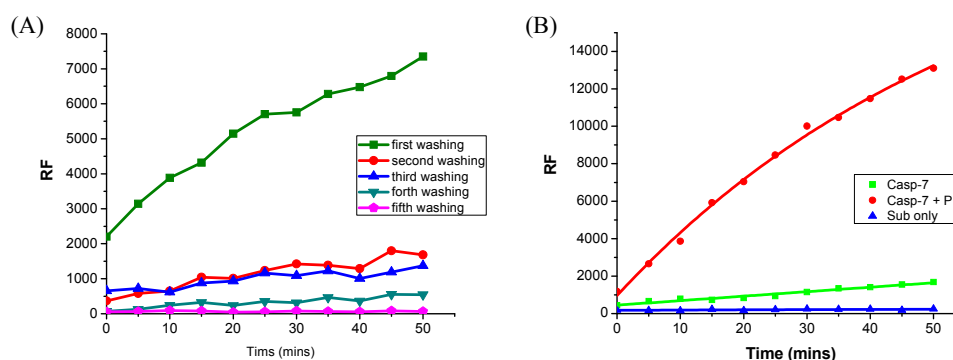 (A)
8000
7000
6000
5000
4000
3000
2000
1000
0
RF
0 10 20 30 40 50
Tims (mins)
first washing
second washing
third washing
forth washing
fifth washing
(B)
14000
12000
10000
8000
6000
4000
2000
0
RF
0 10 20 30 40 50
Time (mins)
Casp-7
Casp-7 + P
Sub only